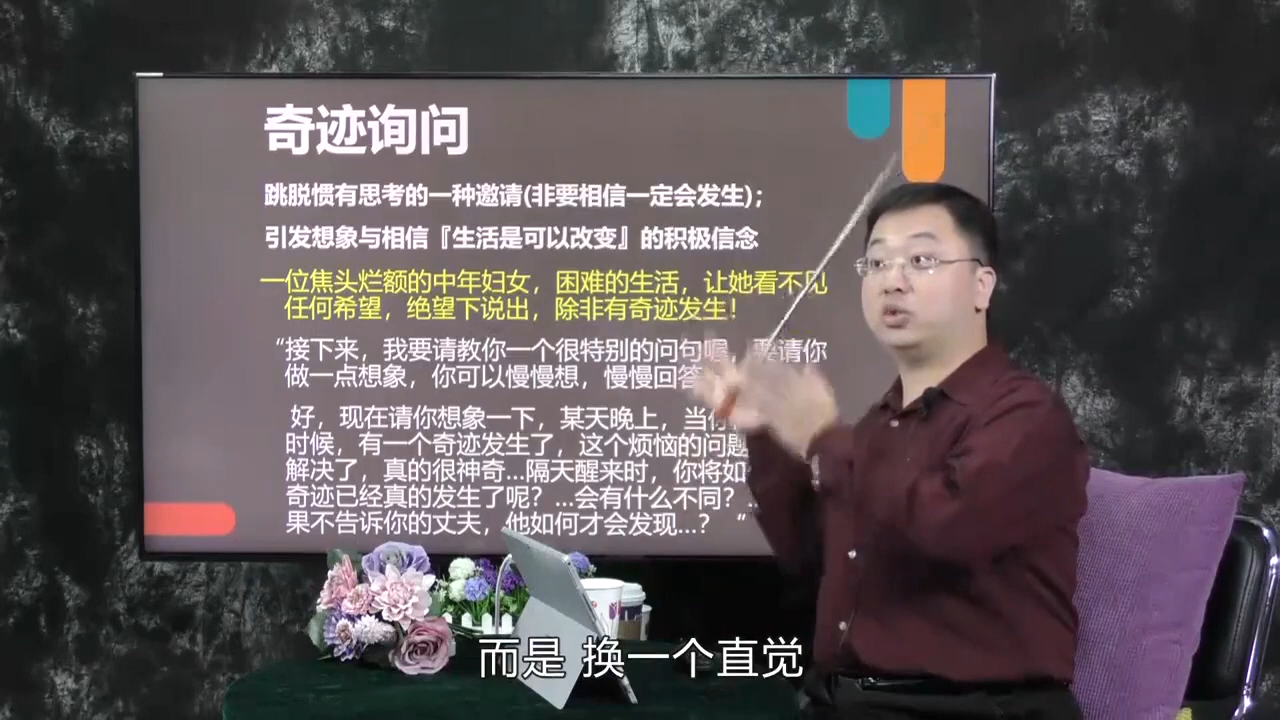 奇迹询问
跳脱惯有思考的一种邀请(非要相信一定会发生)；
引发想象与相信『生活是可以改变』的积极信念
一位焦头烂额的中年妇女，困难的生活，让她看不见
任何希望，绝望下说出，除非有奇迹发生！
“接下来，我要请教你一个很特别的问句喔，要请你
做一点想象，你可以慢慢想，慢慢回答
好，现在请你想象一下，某天晚上，当你
时候，有一个奇迹发生了，这个烦恼的问题
解决了，真的很神奇...隔天醒来时，你将如
奇迹已经真的发生了呢？...会有什么不同？
果不告诉你的丈夫，他如何才会发现...？“
而是 换一个直觉